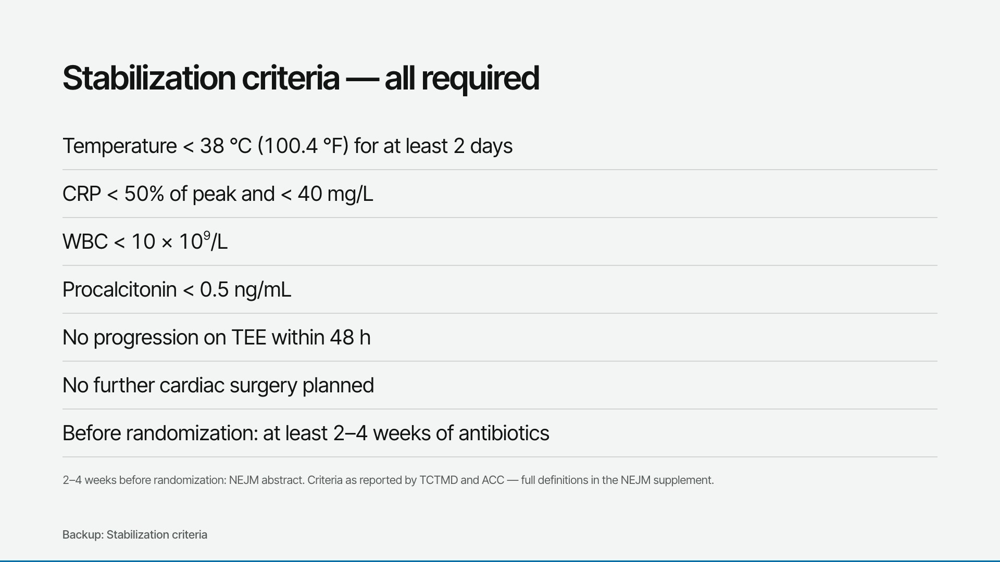 Stabilization criteria — all required
Temperature < 38 °C (100.4 °F) for at least 2 days
CRP < 50% of peak and < 40 mg/L
WBC < 10 × 10⁹/L
Procalcitonin < 0.5 ng/mL
No progression on TEE within 48 h
No further cardiac surgery planned
Before randomization: at least 2–4 weeks of antibiotics
2–4 weeks before randomization: NEJM abstract. Criteria as reported by TCTMD and ACC — full definitions in the NEJM supplement.
Backup: Stabilization criteria